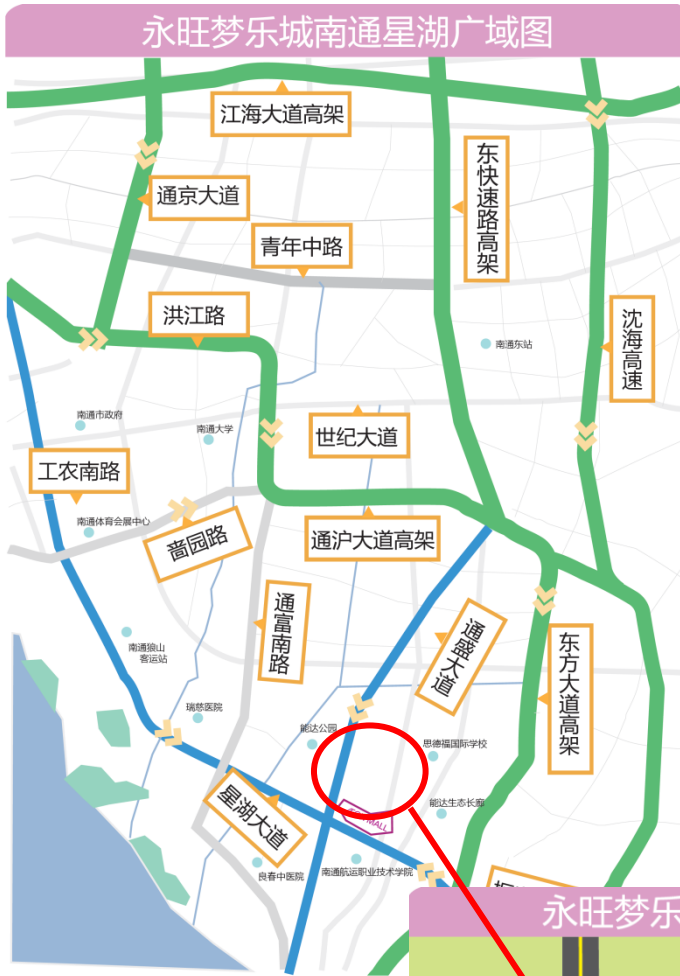 永旺梦乐城南通星湖广域图
江海大道高架
东快速路高架
通京大道
青年中路
洪江路
沈海高速
南通东站
南通市政府
南通大学
世纪大道
工农南路
南通体育会展中心
啬园路
通沪大道高架
通富南路
通盛大道
东方大道高架
南通狼山
客运站
瑞慈医院
能达公园
思德福国际学校
星湖大道
能达生态长廊
MALL
南通航运职业技术学院
良春中医院
永旺梦乐